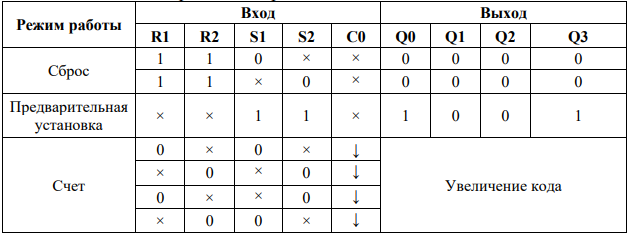 Режим работы Вход Выход
R1 R2 S1 S2 C0 Q0 Q1 Q2 Q3
Сброс 1 1 0 × × 0 0 0 0
1 1 × 0 × 0 0 0 0
Предварительная установка × × 1 1 × 1 0 0 1
Счет 0 × 0 × ↓ Увеличение кода
× 0 × 0 ↓
0 × × 0 ↓
× 0 0 × ↓